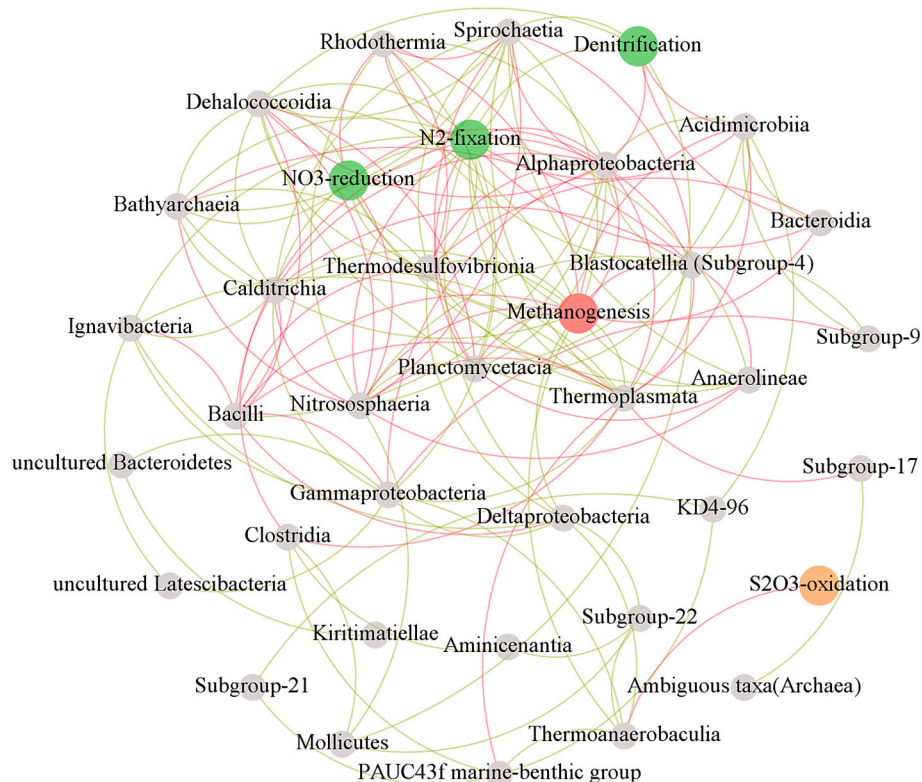 Spirochaetia
Rhodothermia
Denitrification
Dehalococcoidia
Acidimicrobiia
N2-fixation
Alphaproteobacteria
NO3-reduction
Bathyarchaeia
Bacteroidia
Thermodesulfovibrionia
Blastocatellia (Subgroup-4)
Calditrichia
Methanogenesis
Ignavibacteria
Subgroup-9
Planctomycetacia
Anaerolineae
Thermoplasmata
Nitrososphaeria
Bacilli
uncultured Bacteroidetes
Subgroup-17
Gammaproteobacteria
KD4-96
Deltaproteobacteria
Clostridia
uncultured Latescibacteria
S2O3-oxidation
Subgroup-22
Kiritimatiellae
Aminicenantia
Subgroup-21
Ambiguous taxa(Archaea)
Thermoanaerobaculia
Mollicutes
PAUC43f marine-benthic group